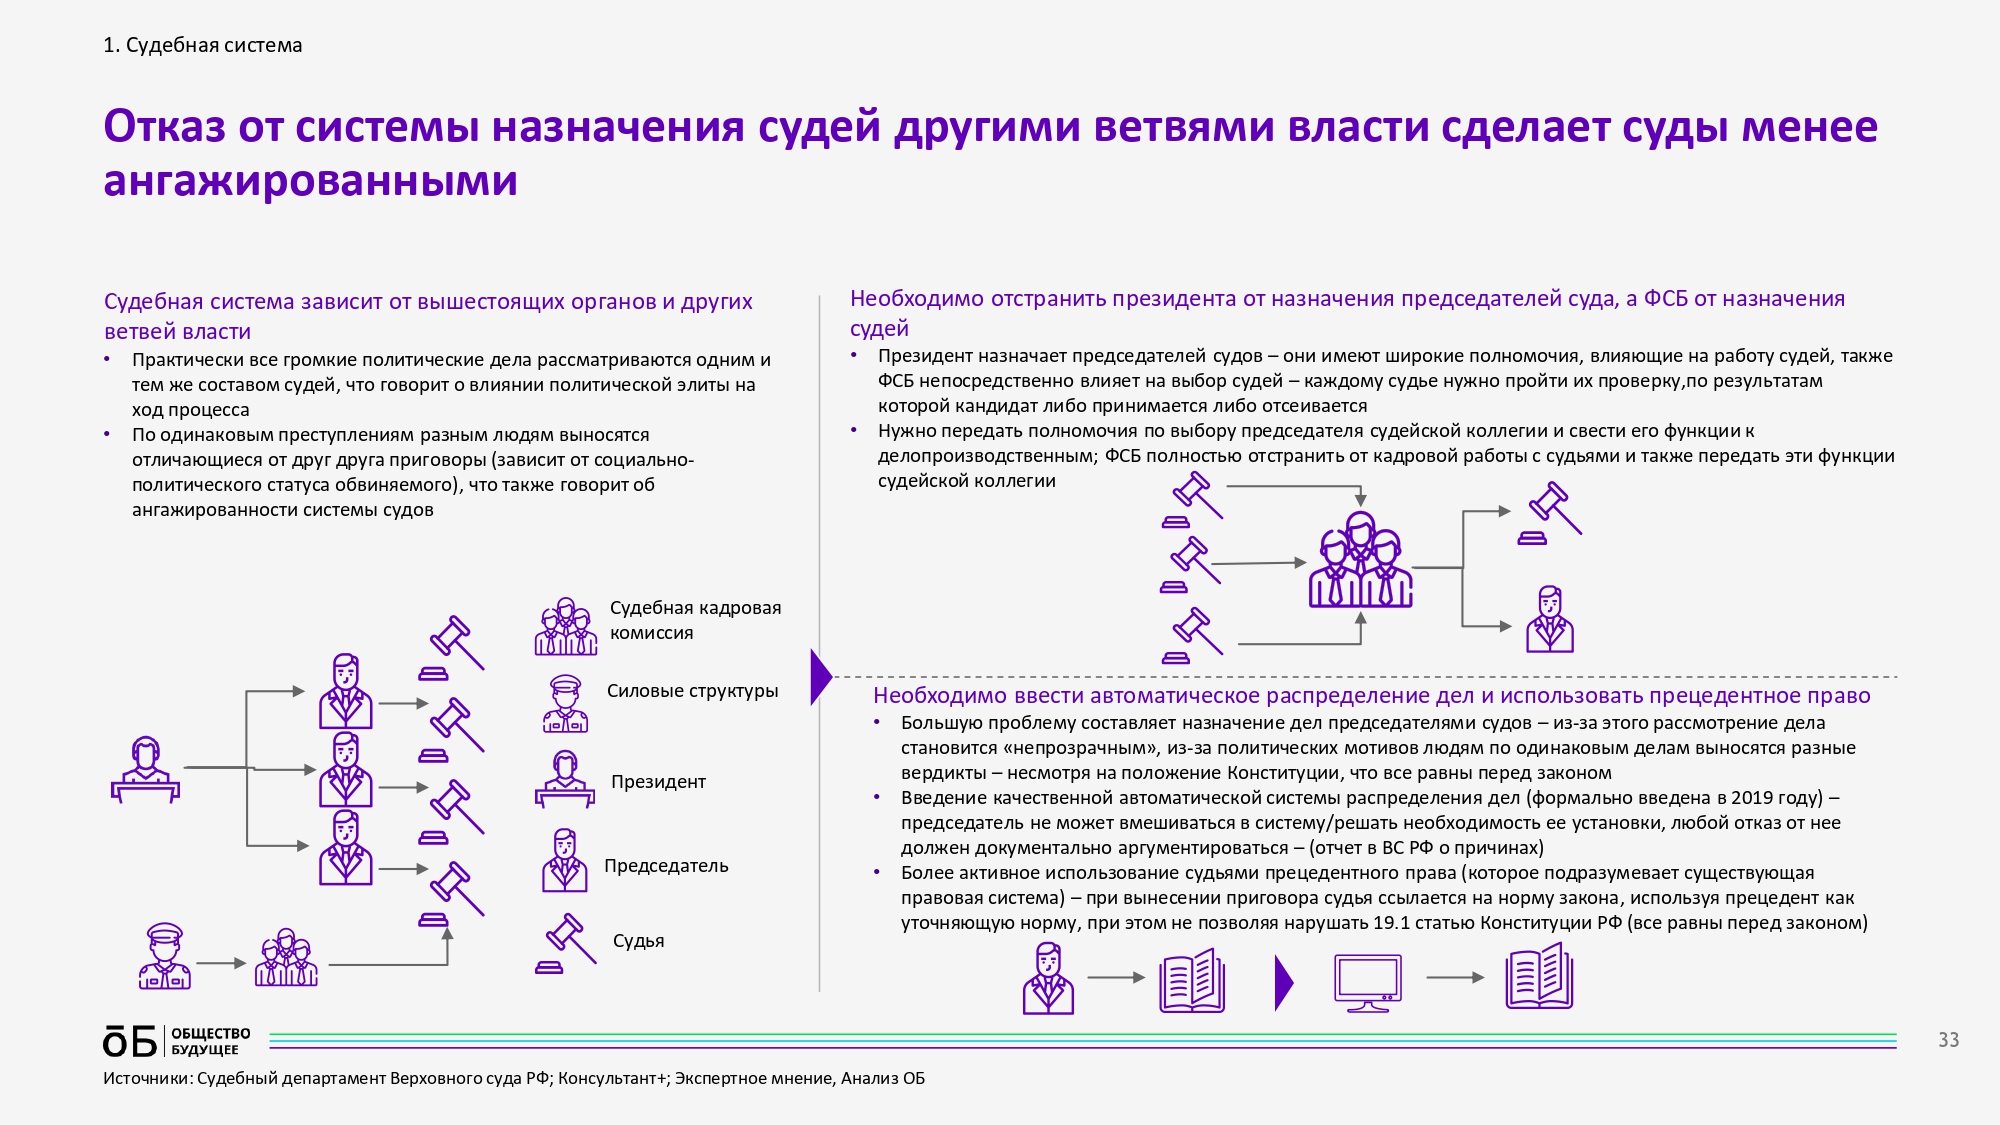 1. Судебная система
Отказ от системы назначения судей другими ветвями власти сделает суды менее
ангажированными
Судебная система зависит от вышестоящих органов и других
ветвей власти
• Практически все громкие политические дела рассматриваются одним и
тем же составом судей, что говорит о влиянии политической элиты на
ход процесса
• По одинаковым преступлениям разным людям выносятся
отличающиеся от друг друга приговоры (зависит от социально-
политического статуса обвиняемого), что также говорит об
ангажированности системы судов
Судебная кадровая
комиссия
Силовые структуры
Президент
Председатель
Судья
Необходимо отстранить президента от назначения председателей суда, а ФСБ от назначения
судей
• Президент назначает председателей судов – они имеют широкие полномочия, влияющие на работу судей, также
ФСБ непосредственно влияет на выбор судей – каждому судье нужно пройти их проверку,по результатам
которой кандидат либо принимается либо отсеивается
• Нужно передать полномочия по выбору председателя судейской коллегии и свести его функции к
делопроизводственным; ФСБ полностью отстранить от кадровой работы с судьями и также передать эти функции
судейской коллегии
Необходимо ввести автоматическое распределение дел и использовать прецедентное право
• Большую проблему составляет назначение дел председателями судов – из-за этого рассмотрение дела
становится «непрозрачным», из-за политических мотивов людям по одинаковым делам выносятся разные
вердикты – несмотря на положение Конституции, что все равны перед законом
• Введение качественной автоматической системы распределения дел (формально введена в 2019 году) –
председатель не может вмешиваться в систему/решать необходимость ее установки, любой отказ от нее
должен документально аргументироваться – (отчет в ВС РФ о причинах)
• Более активное использование судьями прецедентного права (которое подразумевает существующая
правовая система) – при вынесении приговора судья ссылается на норму закона, используя прецедент как
уточняющую норму, при этом не позволяя нарушать 19.1 статью Конституции РФ (все равны перед законом)
ОБ ОБЩЕСТВО
БУДУЩЕЕ
33
Источники: Судебный департамент Верховного суда РФ; Консультант+; Экспертное мнение, Анализ ОБ